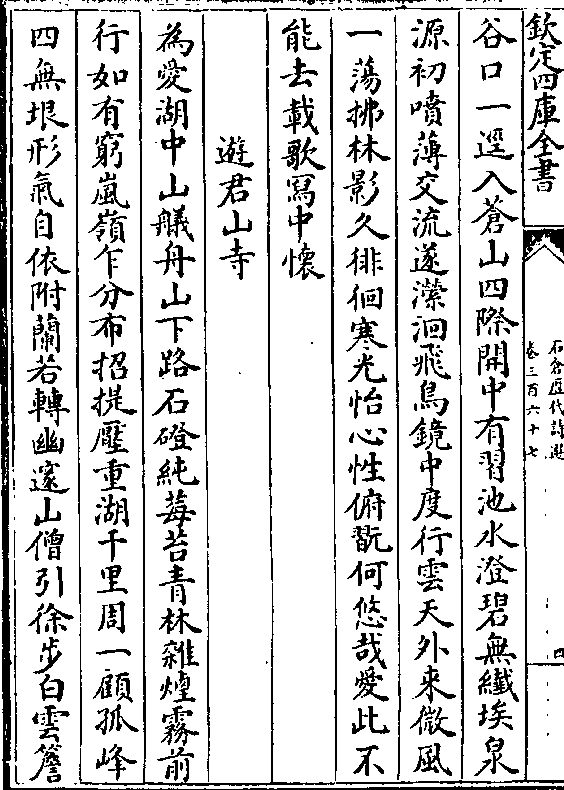 欽定四庫全書
石倉歷代詩選
卷三百六十七
四
谷口一逕入蒼山四際開中有習池水澄碧無纖埃泉
源初噴薄交流遂濚洄飛鳥鏡中度行雲天外来微風
一蕩拂林影久徘徊寒光怡心性俯翫何悠哉愛此不
能去載歌寫中懷
遊君山寺
為愛湖中山艤舟山下路石磴純莓苔青林雜煙霧前
行如有窮嵐嶺乍分布招提壓重湖千里周一顧孤峰
四無垠形氣自依附蘭若轉幽邃山僧引徐步白雲簷